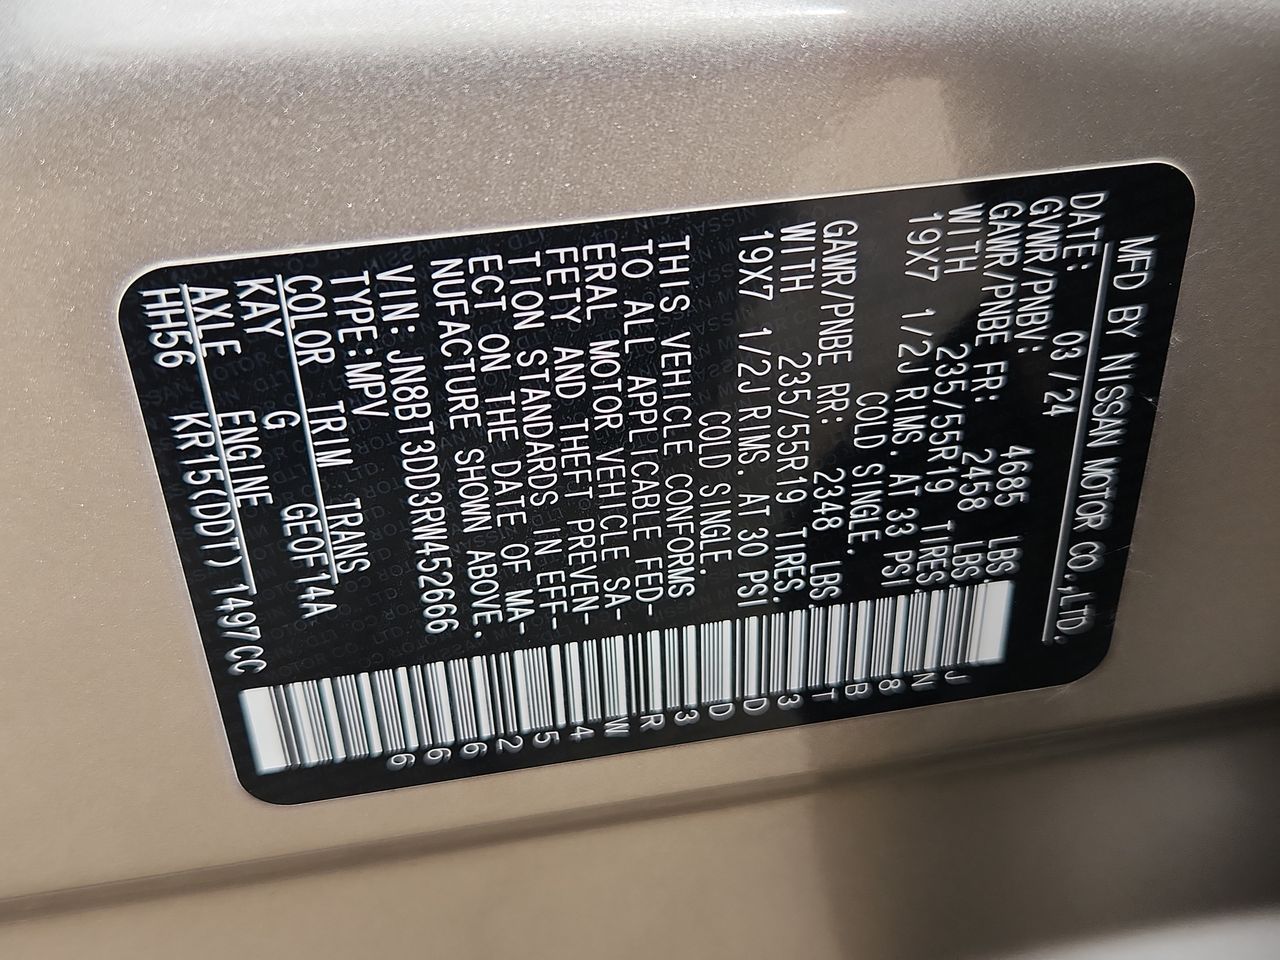 MFD BY NISSAN MOTOR CO.,LTD.
DATE: 03/24
GVWR/PNBV: 4685 LBS
GAWR/PNBE FR: 2458 LBS.
WITH 235/55R19 TIRES.
19X7 1/2J RIMS. AT 33 PSI
COLD SINGLE.
GAWR/PNBE RR: 2348 LBS.
WITH 235/55R19 TIRES.
19X7 1/2J RIMS. AT 30 PSI
COLD SINGLE.
THIS VEHICLE CONFORMS
TO ALL APPLICABLE FED-
ERAL MOTOR VEHICLE SA-
FETY AND THEFT PREVEN-
TION STANDARDS IN EFF-
ECT ON THE DATE OF MA-
NUFACTURE SHOWN ABOVE.
VIN: JN8BT3DD3RW452666
TYPE:MPV
COLOR TRIM TRANS
KAY G GEOF14A
AXLE ENGINE
HH56 KR15(DDT) 1497CC
JN8BT3DD3RW452666